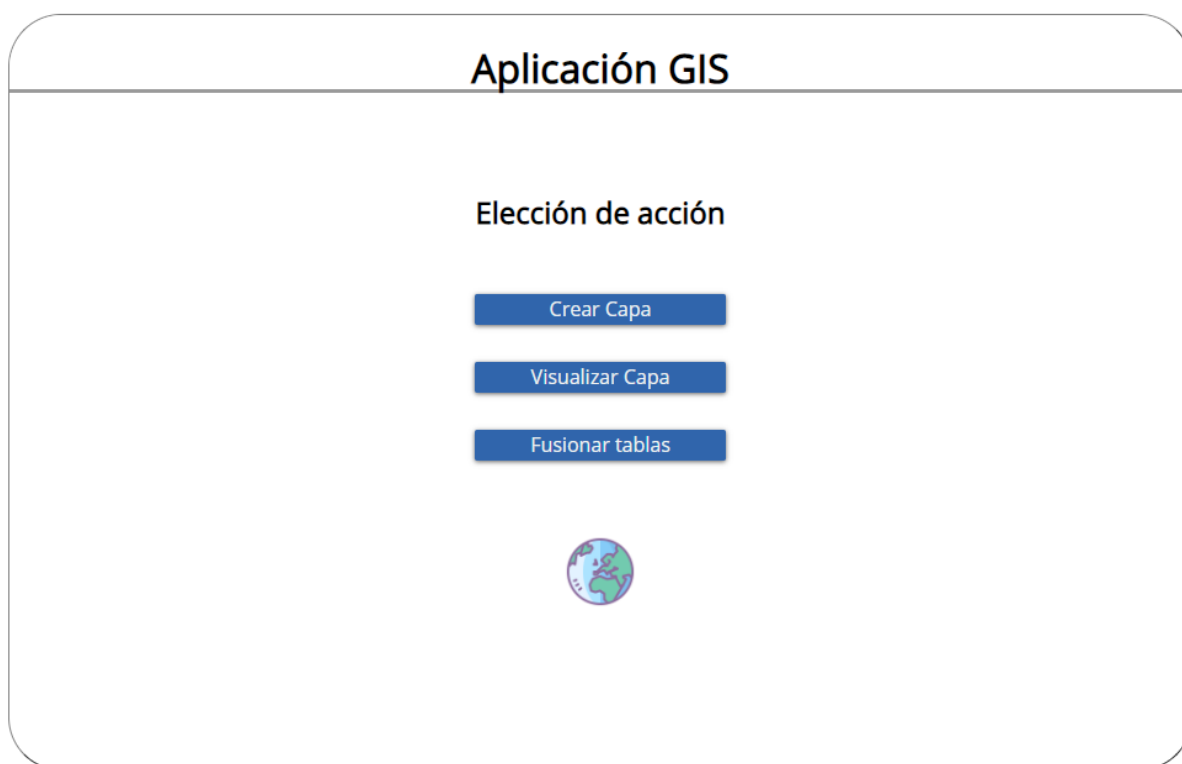 Aplicación GIS
Elección de acción
Crear Capa
Visualizar Capa
Fusionar tablas